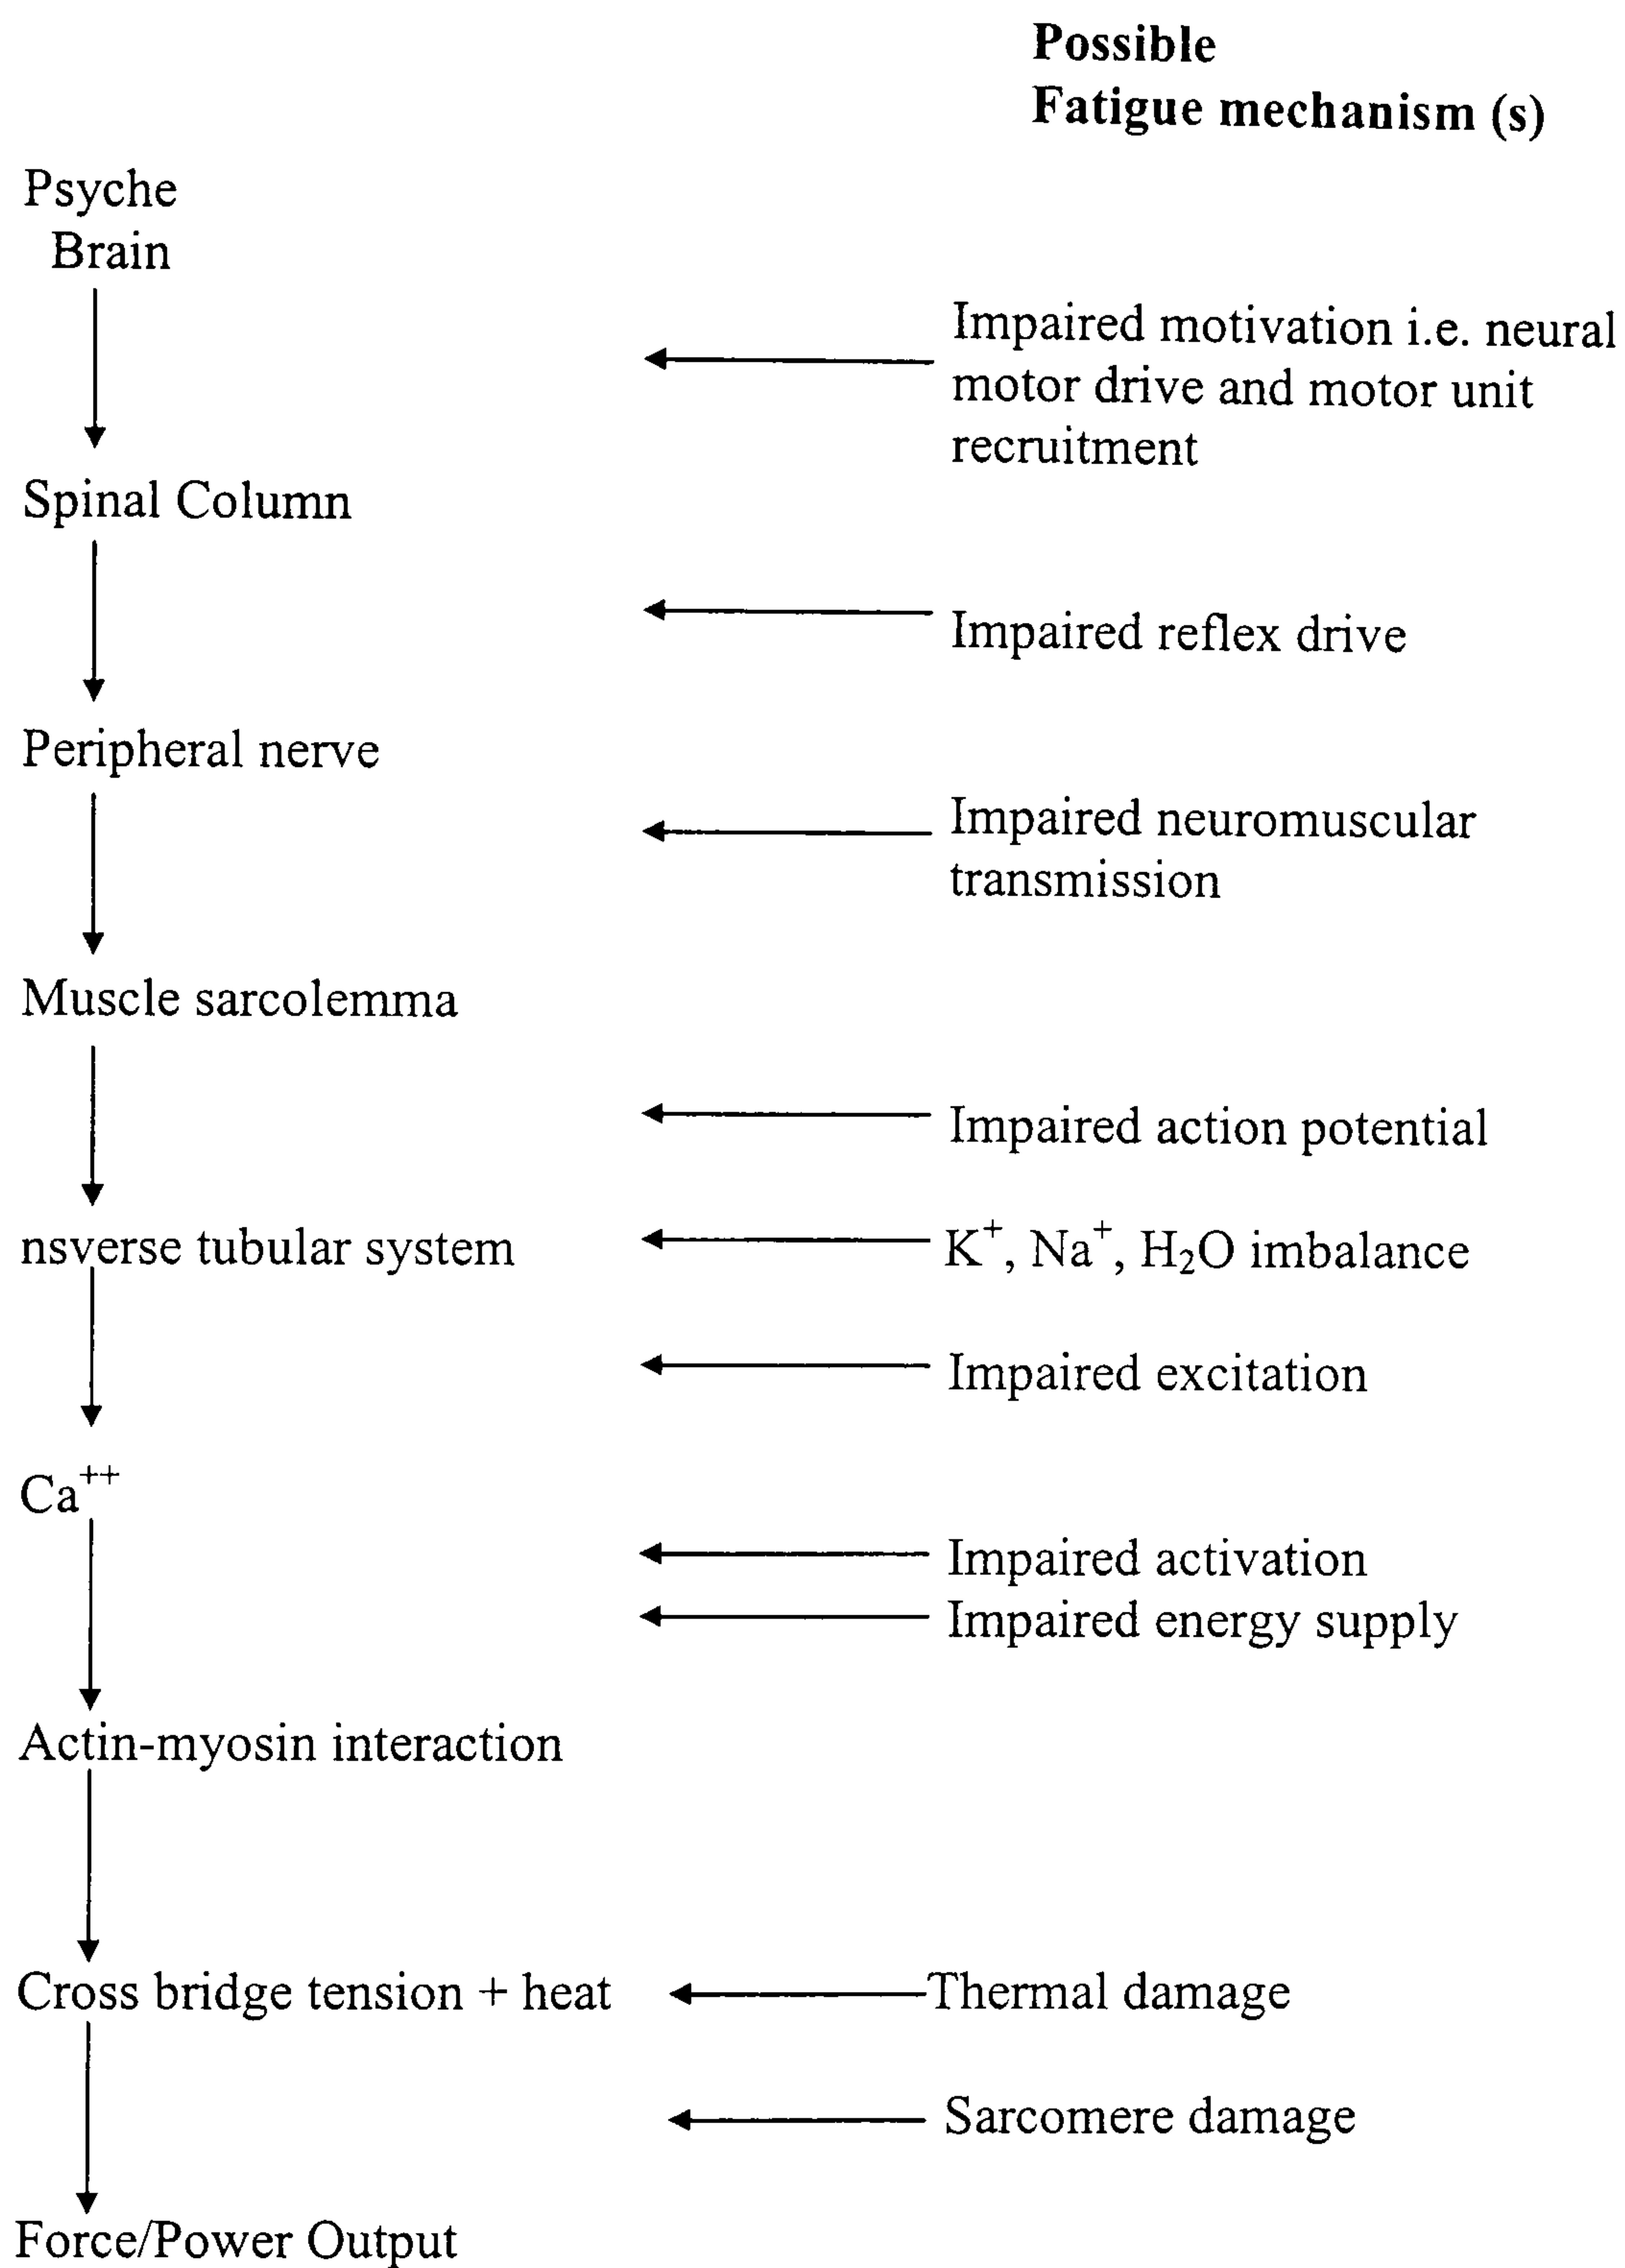 Possible
Fatigue mechanism (s)
Psyche
Brain
Impaired motivation i.e. neural
motor drive and motor unit
recruitment
Spinal Column
Impaired reflex drive
Peripheral nerve
Impaired neuromuscular
transmission
Muscle sarcolemma
Impaired action potential
nsverse tubular system
K⁺, Na⁺, H₂O imbalance
Impaired excitation
Ca⁺⁺
Impaired activation
Impaired energy supply
Actin-myosin interaction
Cross bridge tension + heat
Thermal damage
Sarcomere damage
Force/Power Output